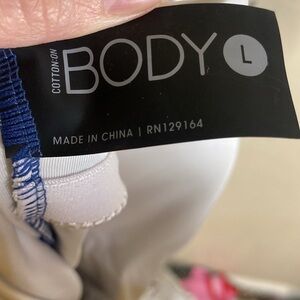 COTTON:ON
BODY L
MADE IN CHINA | RN129164